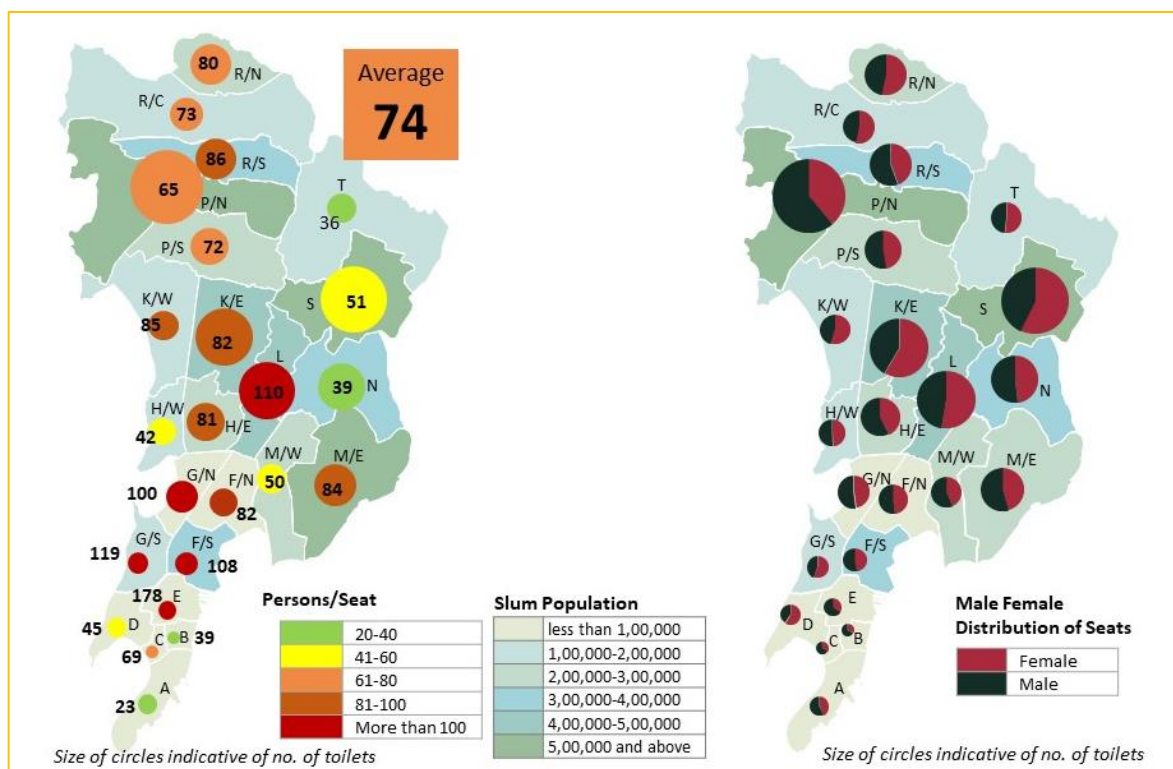 80
R/N
Average
74
R/C
73
86
R/S
65
P/N
T
36
P/S
72
K/W
85
K/E
82
S
51
L
110
39
N
H/W
42
81
H/E
M/W
50
M/E
84
G/N
100
F/N
82
G/S
119
F/S
108
178
E
45
D
C
B
39
69
A
23
Persons/Seat
20-40
41-60
61-80
81-100
More than 100
Slum Population
less than 1,00,000
1,00,000-2,00,000
2,00,000-3,00,000
3,00,000-4,00,000
4,00,000-5,00,000
5,00,000 and above
Size of circles indicative of no. of toilets
R/N
R/C
R/S
T
P/N
P/S
K/W
K/E
S
L
N
H/W
H/E
M/W
M/E
G/N
F/N
G/S
F/S
E
D
B
C
A
Male Female
Distribution of Seats
Female
Male
Size of circles indicative of no. of toilets